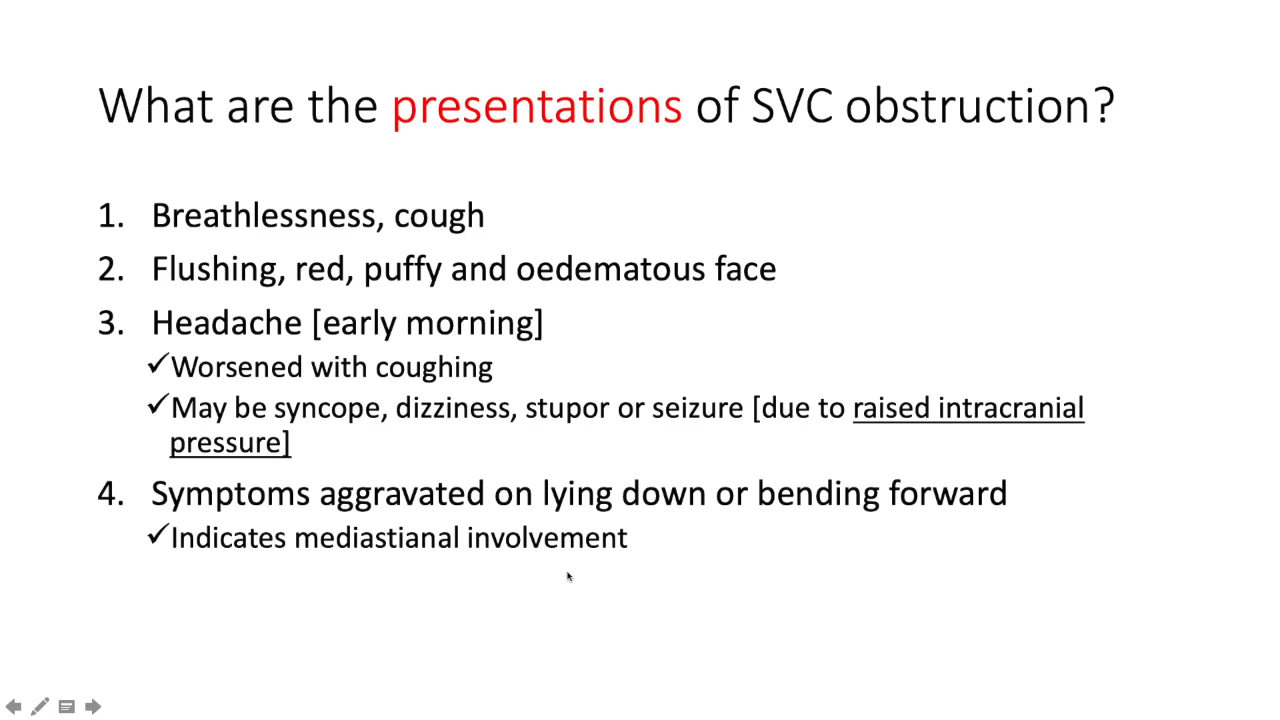 What are the presentations of SVC obstruction?
1. Breathlessness, cough
2. Flushing, red, puffy and oedematous face
3. Headache [early morning]
✓Worsened with coughing
✓May be syncope, dizziness, stupor or seizure [due to raised intracranial
pressure]
4. Symptoms aggravated on lying down or bending forward
✓Indicates mediastianal involvement